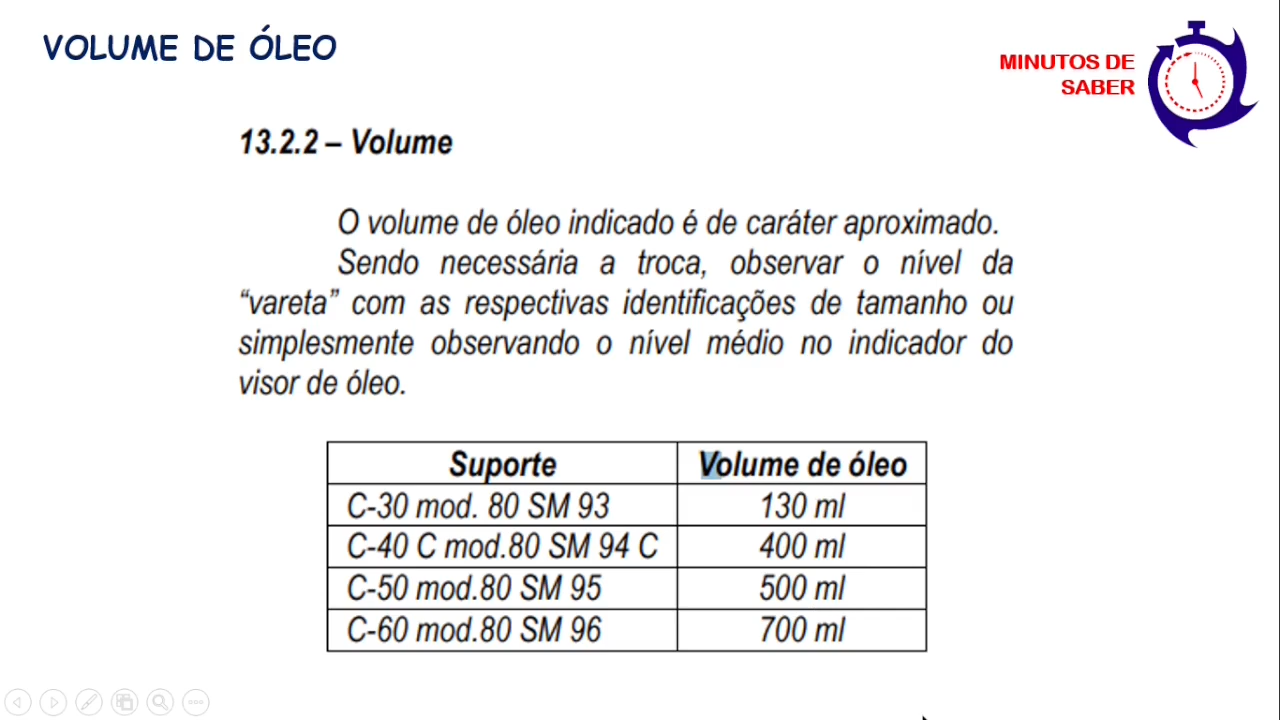 VOLUME DE ÓLEO
MINUTOS DE
SABER
13.2.2 – Volume
O volume de óleo indicado é de caráter aproximado.
Sendo necessária a troca, observar o nível da
“vareta” com as respectivas identificações de tamanho ou
simplesmente observando o nível médio no indicador do
visor de óleo.
Suporte Volume de óleo
C-30 mod. 80 SM 93 130 ml
C-40 C mod.80 SM 94 C 400 ml
C-50 mod.80 SM 95 500 ml
C-60 mod.80 SM 96 700 ml